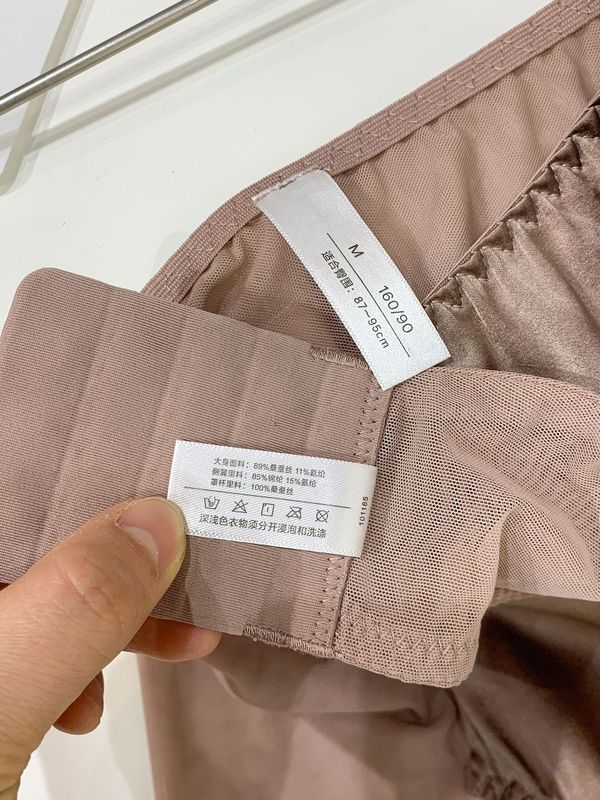 M 160/90
适合臀围：87-95cm
大身面料：89%桑蚕丝 11%氨纶
侧翼里料：85%锦纶 15%氨纶
罩杯里料：100%桑蚕丝
深浅色衣物须分开浸泡和洗涤
101185